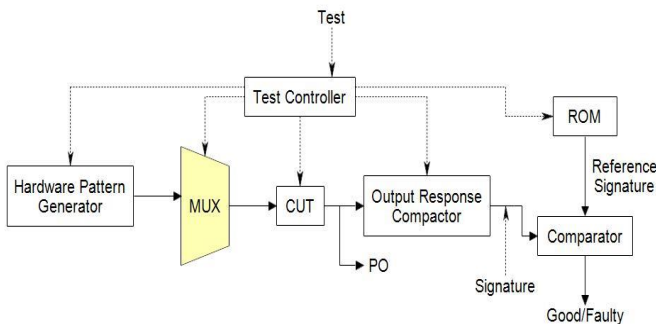 Test
Test Controller
ROM
Hardware Pattern
Generator
MUX
CUT
Output Response
Compactor
Reference
Signature
Comparator
PO
Signature
Good/Faulty